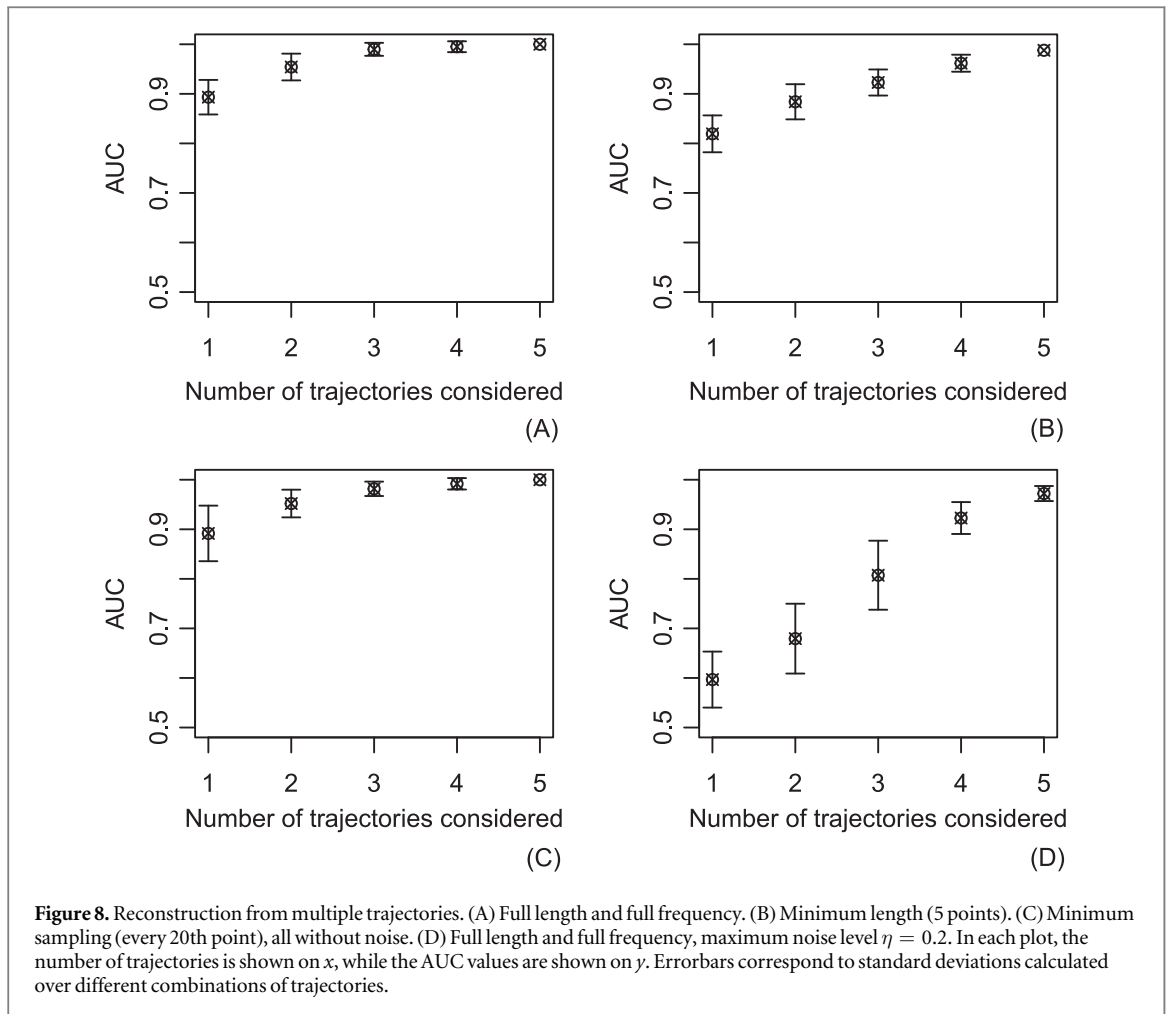 0.9
0.7
0.5
AUC
1 2 3 4 5
Number of trajectories considered
(A)
0.9
0.7
0.5
AUC
1 2 3 4 5
Number of trajectories considered
(B)
0.9
0.7
0.5
AUC
1 2 3 4 5
Number of trajectories considered
(C)
0.9
0.7
0.5
AUC
1 2 3 4 5
Number of trajectories considered
(D)
Figure 8. Reconstruction from multiple trajectories. (A) Full length and full frequency. (B) Minimum length (5 points). (C) Minimum
sampling (every 20th point), all without noise. (D) Full length and full frequency, maximum noise level η = 0.2. In each plot, the
number of trajectories is shown on x, while the AUC values are shown on y. Errorbars correspond to standard deviations calculated
over different combinations of trajectories.